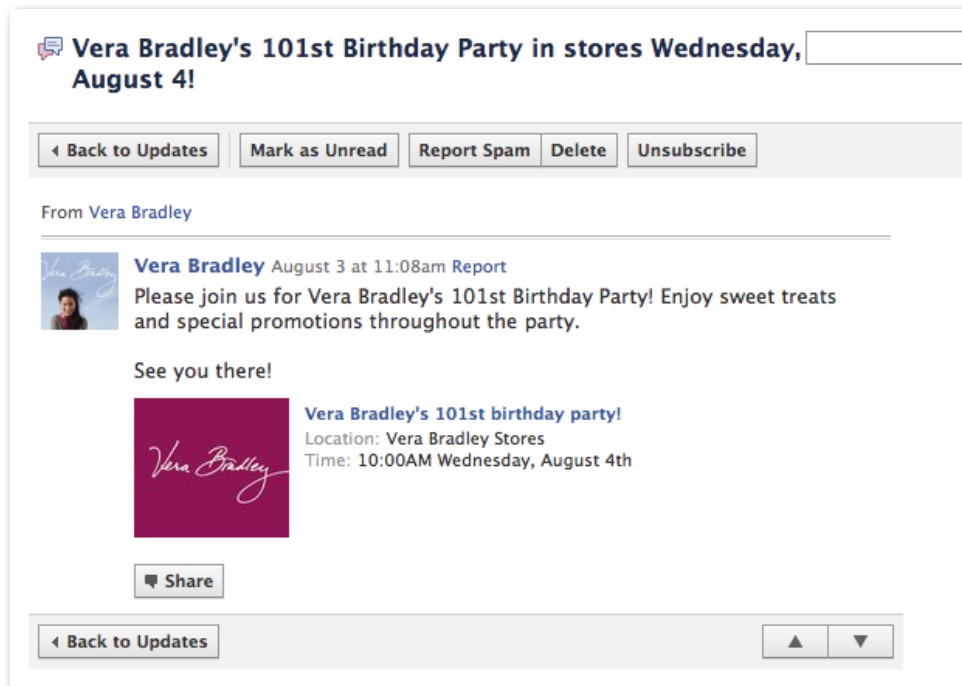 Vera Bradley's 101st Birthday Party in stores Wednesday,
August 4!
Back to Updates
Mark as Unread
Report Spam
Delete
Unsubscribe
From Vera Bradley
Vera Bradley
Vera Bradley August 3 at 11:08am Report
Please join us for Vera Bradley's 101st Birthday Party! Enjoy sweet treats
and special promotions throughout the party.
See you there!
Vera Bradley
Vera Bradley's 101st birthday party!
Location: Vera Bradley Stores
Time: 10:00AM Wednesday, August 4th
Share
Back to Updates